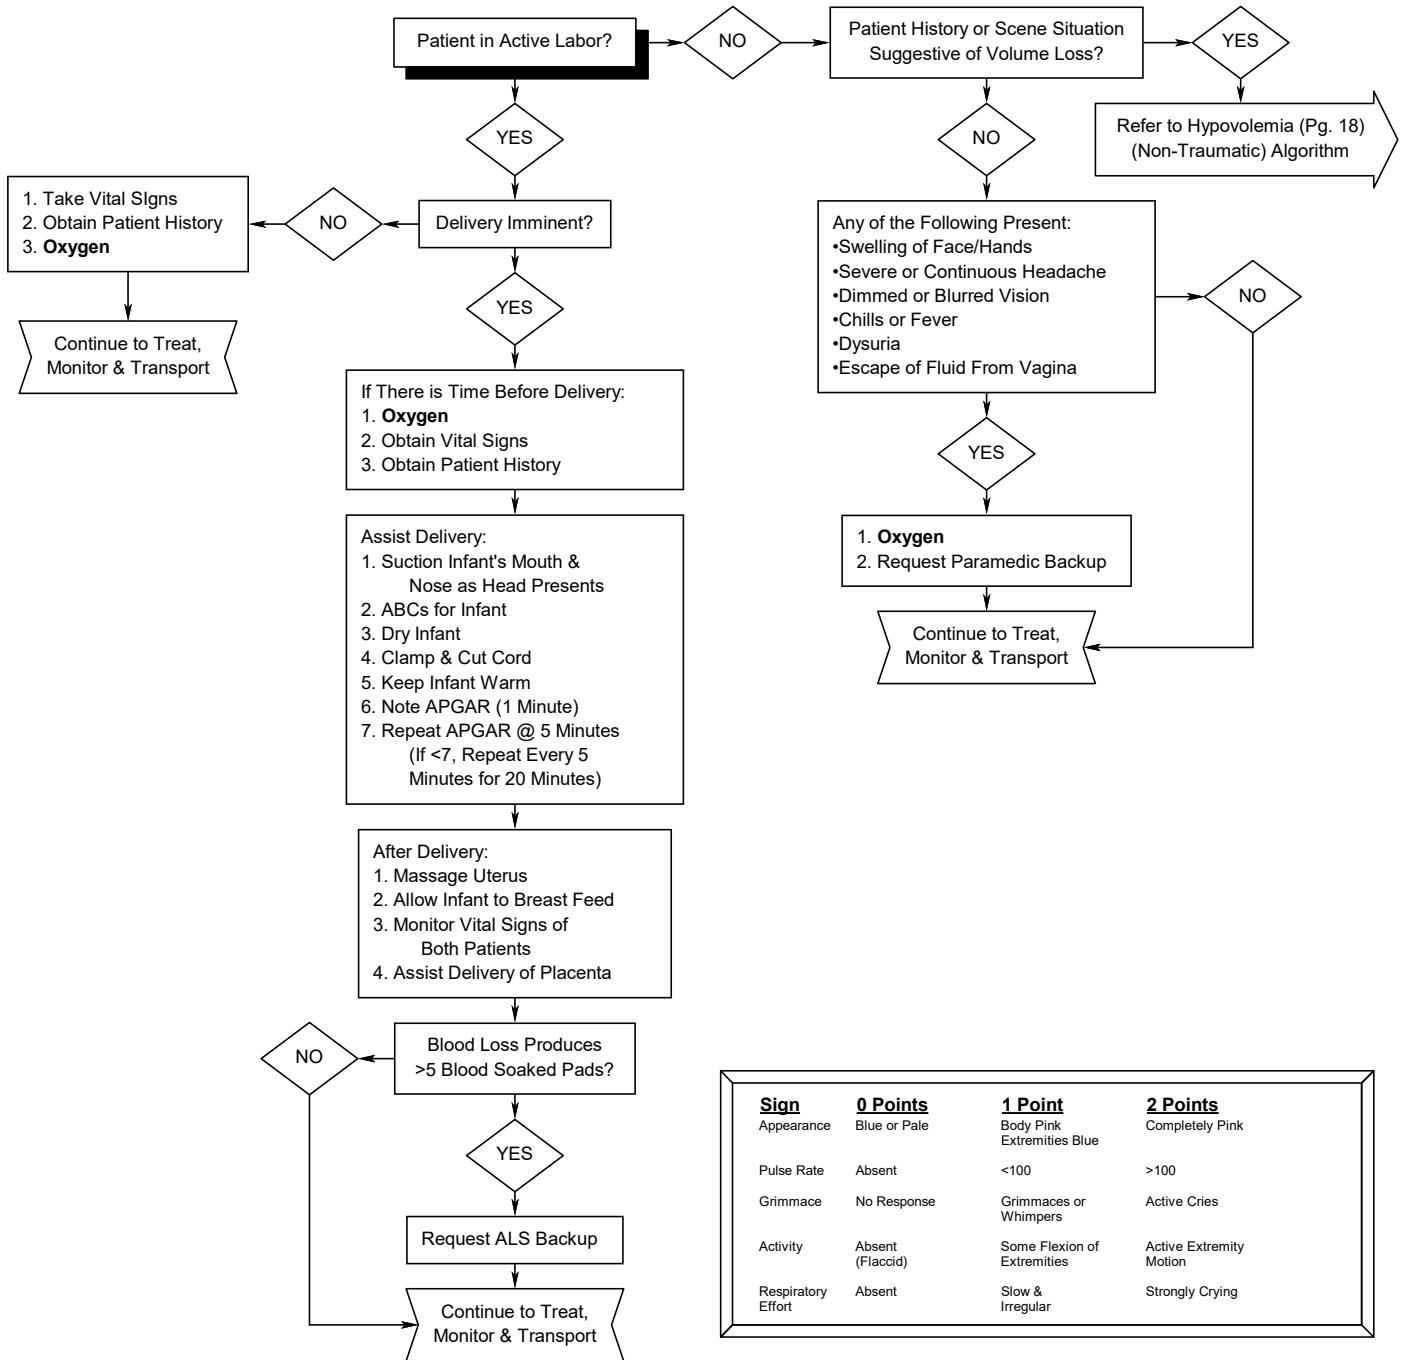 Patient in Active Labor?
NO
Patient History or Scene Situation
Suggestive of Volume Loss?
YES
Refer to Hypovolemia (Pg. 18)
(Non-Traumatic) Algorithm
YES
NO
1. Take Vital SIgns
2. Obtain Patient History
3. Oxygen
NO
Delivery Imminent?
Continue to Treat,
Monitor & Transport
YES
Any of the Following Present:
•Swelling of Face/Hands
•Severe or Continuous Headache
•Dimmed or Blurred Vision
•Chills or Fever
•Dysuria
•Escape of Fluid From Vagina
NO
If There is Time Before Delivery:
1. Oxygen
2. Obtain Vital Signs
3. Obtain Patient History
YES
1. Oxygen
2. Request Paramedic Backup
Continue to Treat,
Monitor & Transport
Assist Delivery:
1. Suction Infant's Mouth &
Nose as Head Presents
2. ABCs for Infant
3. Dry Infant
4. Clamp & Cut Cord
5. Keep Infant Warm
6. Note APGAR (1 Minute)
7. Repeat APGAR @ 5 Minutes
(If <7, Repeat Every 5
Minutes for 20 Minutes)
After Delivery:
1. Massage Uterus
2. Allow Infant to Breast Feed
3. Monitor Vital Signs of
Both Patients
4. Assist Delivery of Placenta
NO
Blood Loss Produces
>5 Blood Soaked Pads?
YES
Request ALS Backup
Continue to Treat,
Monitor & Transport
Sign 0 Points 1 Point 2 Points
Appearance Blue or Pale Body Pink Completely Pink
Extremities Blue
Pulse Rate Absent <100 >100
Grimmace No Response Grimmaces or Active Cries
Whimpers
Activity Absent Some Flexion of Active Extremity
(Flaccid) Extremities Motion
Respiratory Absent Slow & Strongly Crying
Effort Irregular